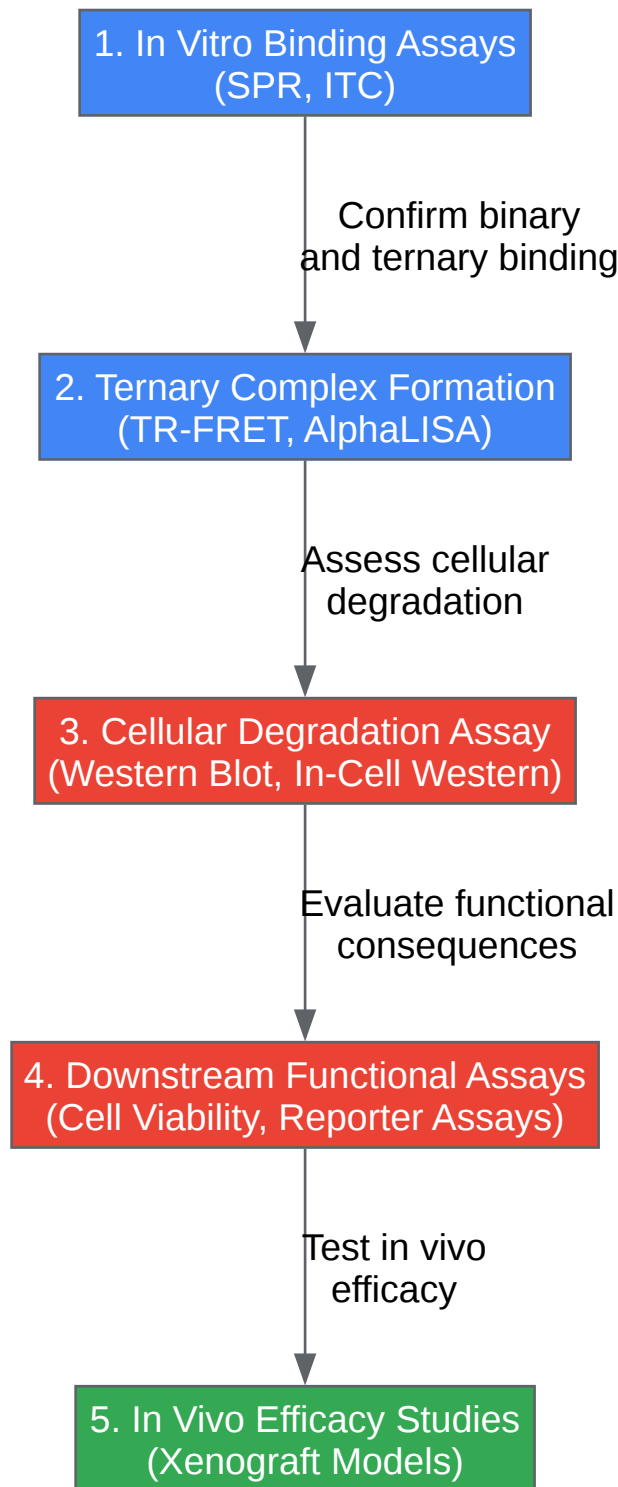 1. In Vitro Binding Assays
(SPR, ITC)
Confirm binary
and ternary binding
2. Ternary Complex Formation
(TR-FRET, AlphaLISA)
Assess cellular
degradation
3. Cellular Degradation Assay
(Western Blot, In-Cell Western)
Evaluate functional
consequences
4. Downstream Functional Assays
(Cell Viability, Reporter Assays)
Test in vivo
efficacy
5. In Vivo Efficacy Studies
(Xenograft Models)